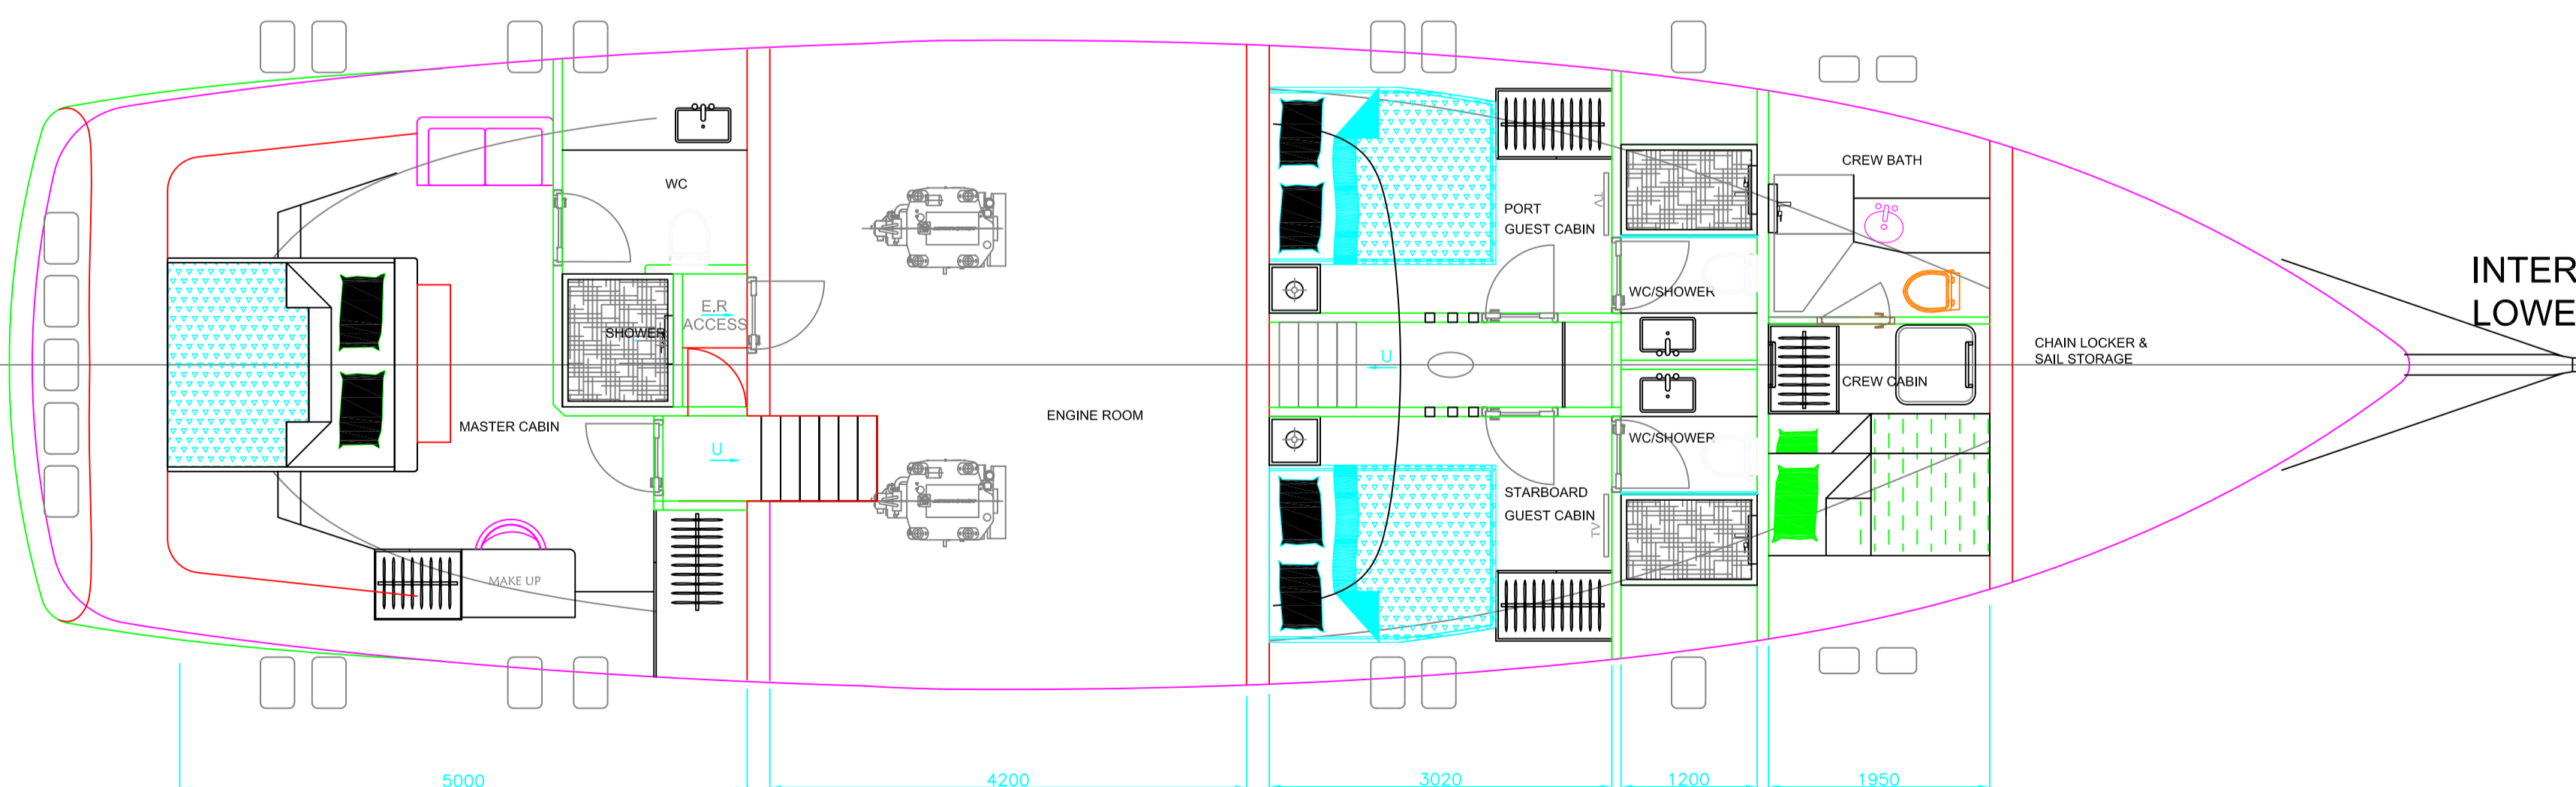 INTER
LOWE
WC
E.R
ACCESS
SHOWER
MASTER CABIN
U
MAKE UP
ENGINE ROOM
PORT
GUEST CABIN
TV
WC/SHOWER
U
WC/SHOWER
STARBOARD
GUEST CABIN
TV
CREW BATH
CREW CABIN
CHAIN LOCKER &
SAIL STORAGE
5000
4200
3020
1200
1950